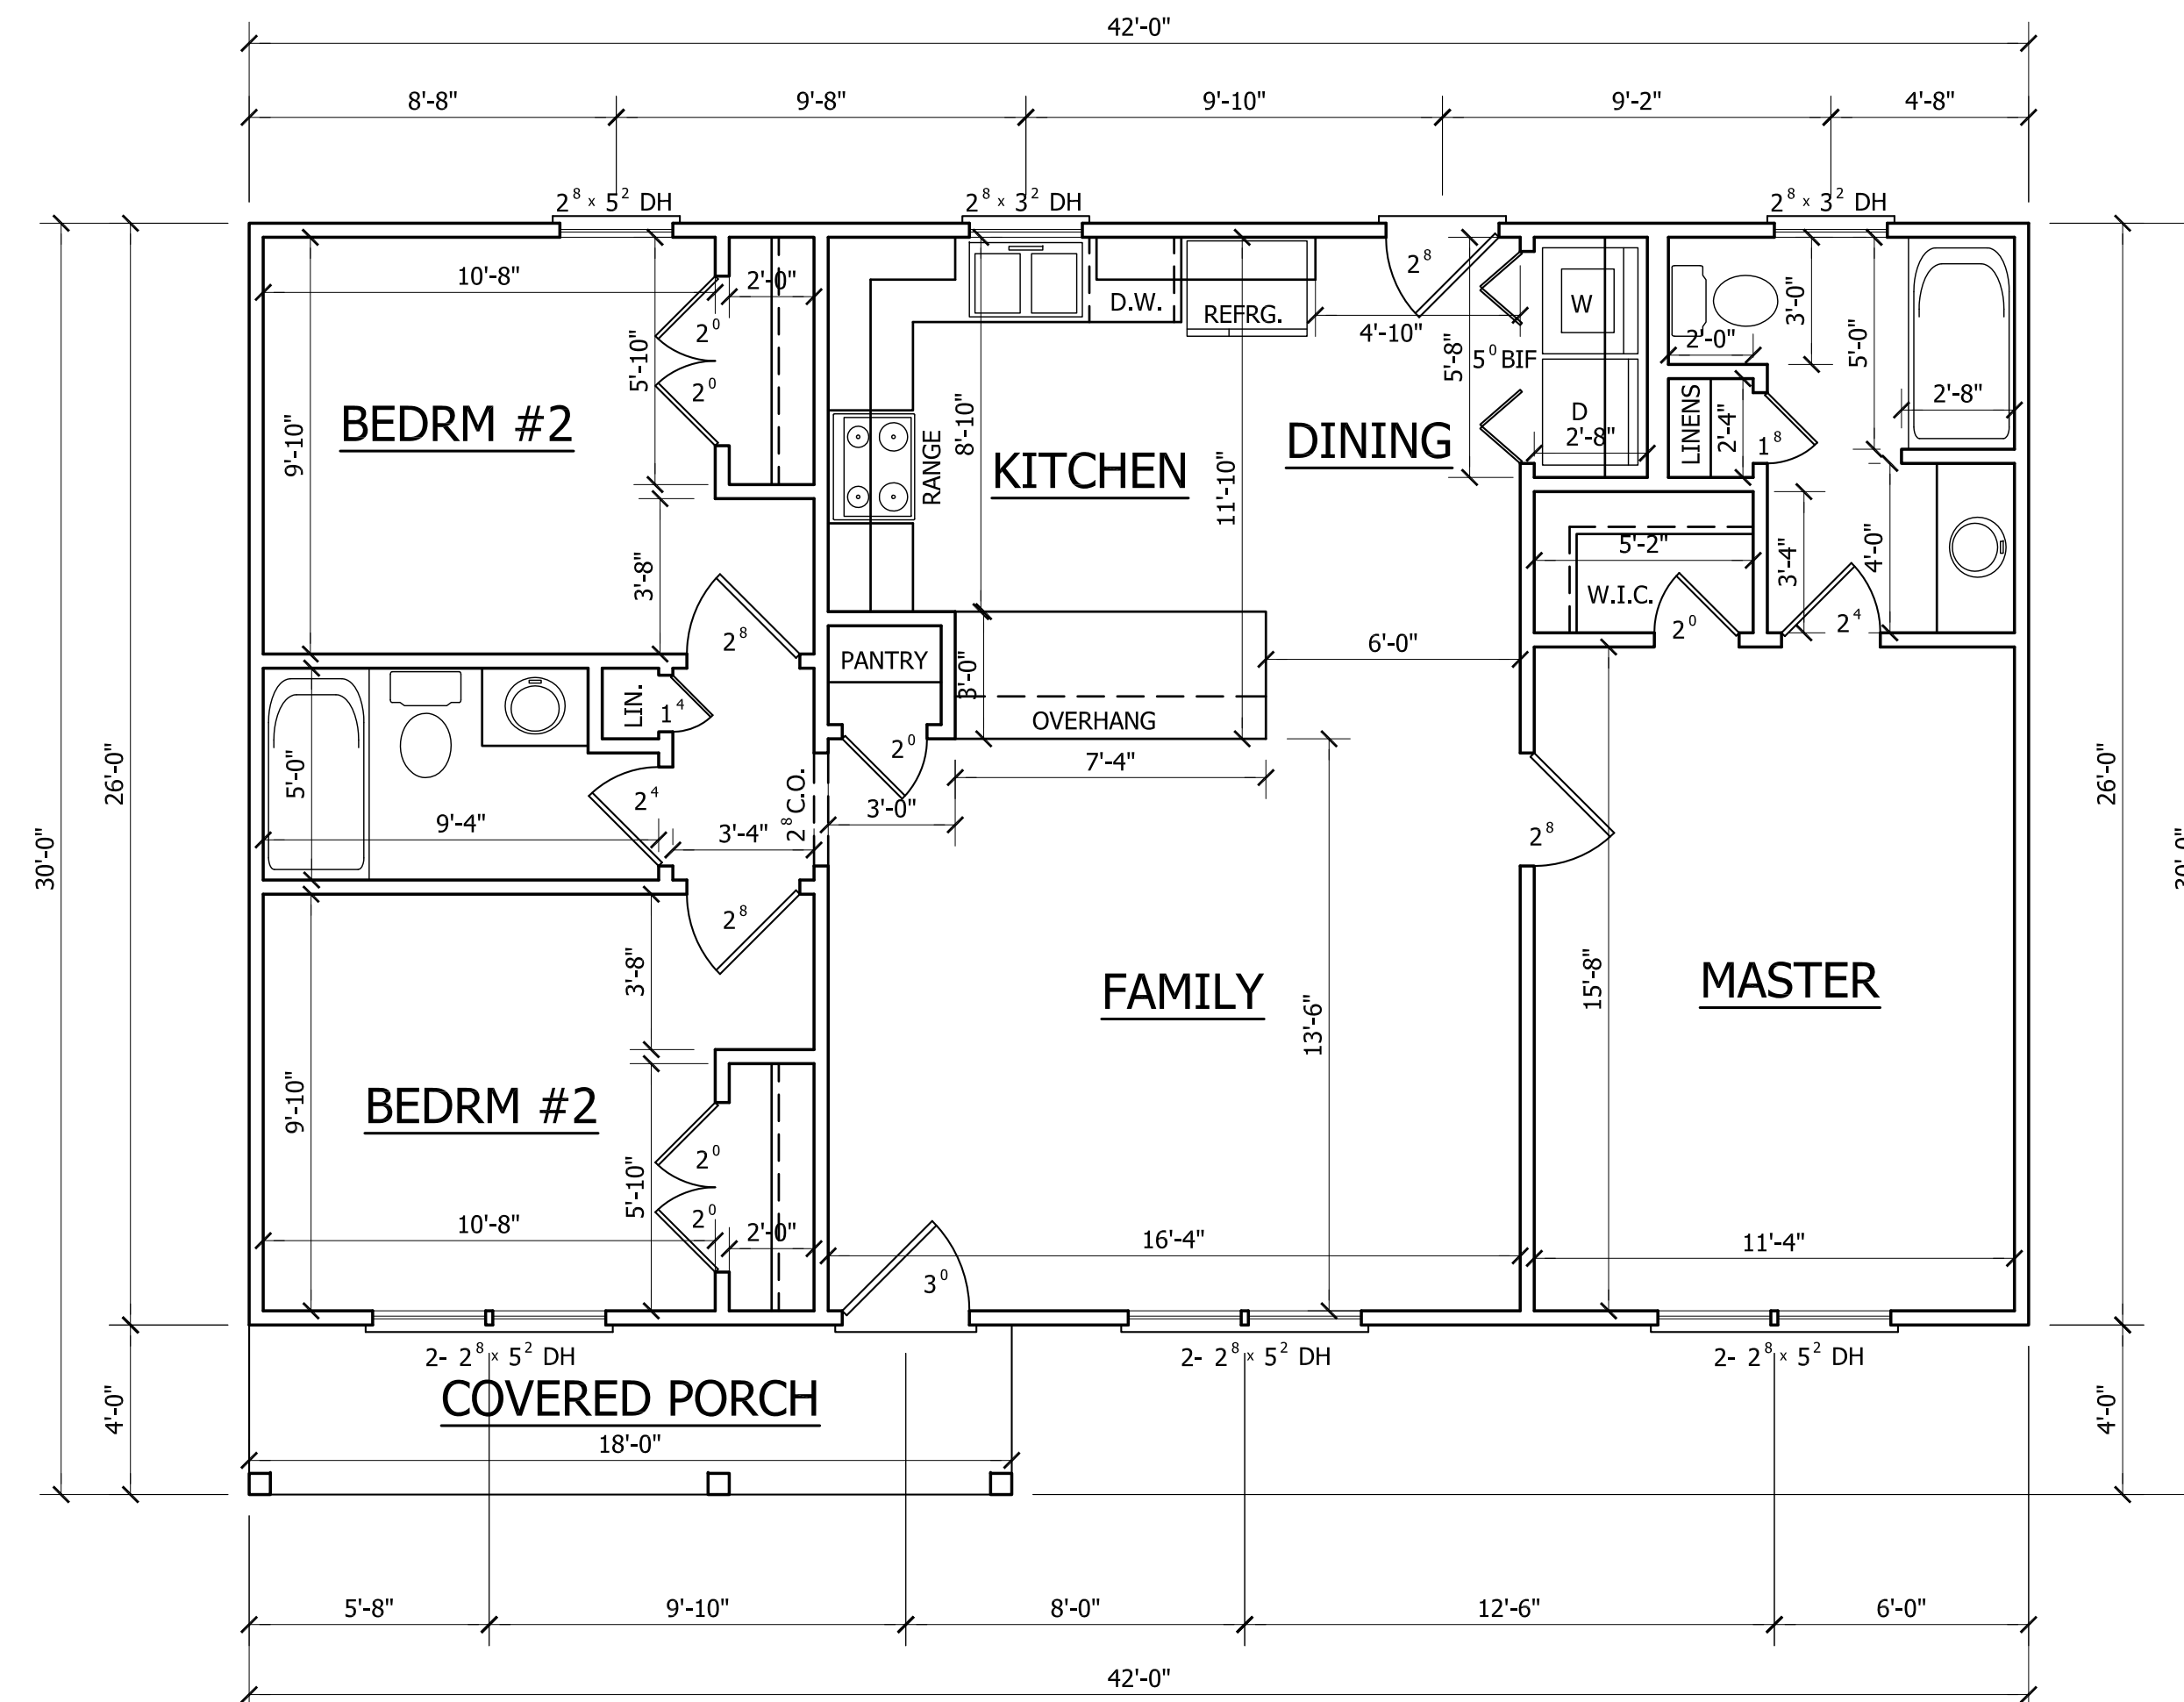 42'-0"
8'-8" 9'-8" 9'-10" 9'-2" 4'-8"
2⁸ x 5² DH 2⁸ x 3² DH 2⁸ x 3² DH
10'-8" 2'-0" 2⁸
D.W. REFRG. W 3'-0"
4'-10" 2'-0" 5'-0"
2⁰ 5'-10" 5'-8" 5⁰ BIF
2⁰ 2'-8"
BEDRM #2 9'-10" 8'-10" DINING D LINENS 2'-4" 1⁸
2'-8"
RANGE KITCHEN 11'-10"
3'-8" 5'-2" 3'-4" 4'-0"
W.I.C.
2⁸ 2⁰ 2⁴
PANTRY 3'-0" 6'-0"
LIN. 1⁴ OVERHANG
2⁰
7'-4"
26'-0" 5'-0" 2⁴ 2⁸ C.O. 3'-0" 26'-0"
9'-4" 3'-4" 2⁸
30'-0" 30'-0"
2⁸
3'-8" FAMILY 15'-8" MASTER
13'-6"
9'-10" BEDRM #2
5'-10" 2⁰
2⁰
10'-8" 2'-0" 16'-4" 11'-4"
3⁰
2- 2⁸ x 5² DH 2- 2⁸ x 5² DH 2- 2⁸ x 5² DH
4'-0" COVERED PORCH 4'-0"
18'-0"
5'-8" 9'-10" 8'-0" 12'-6" 6'-0"
42'-0"